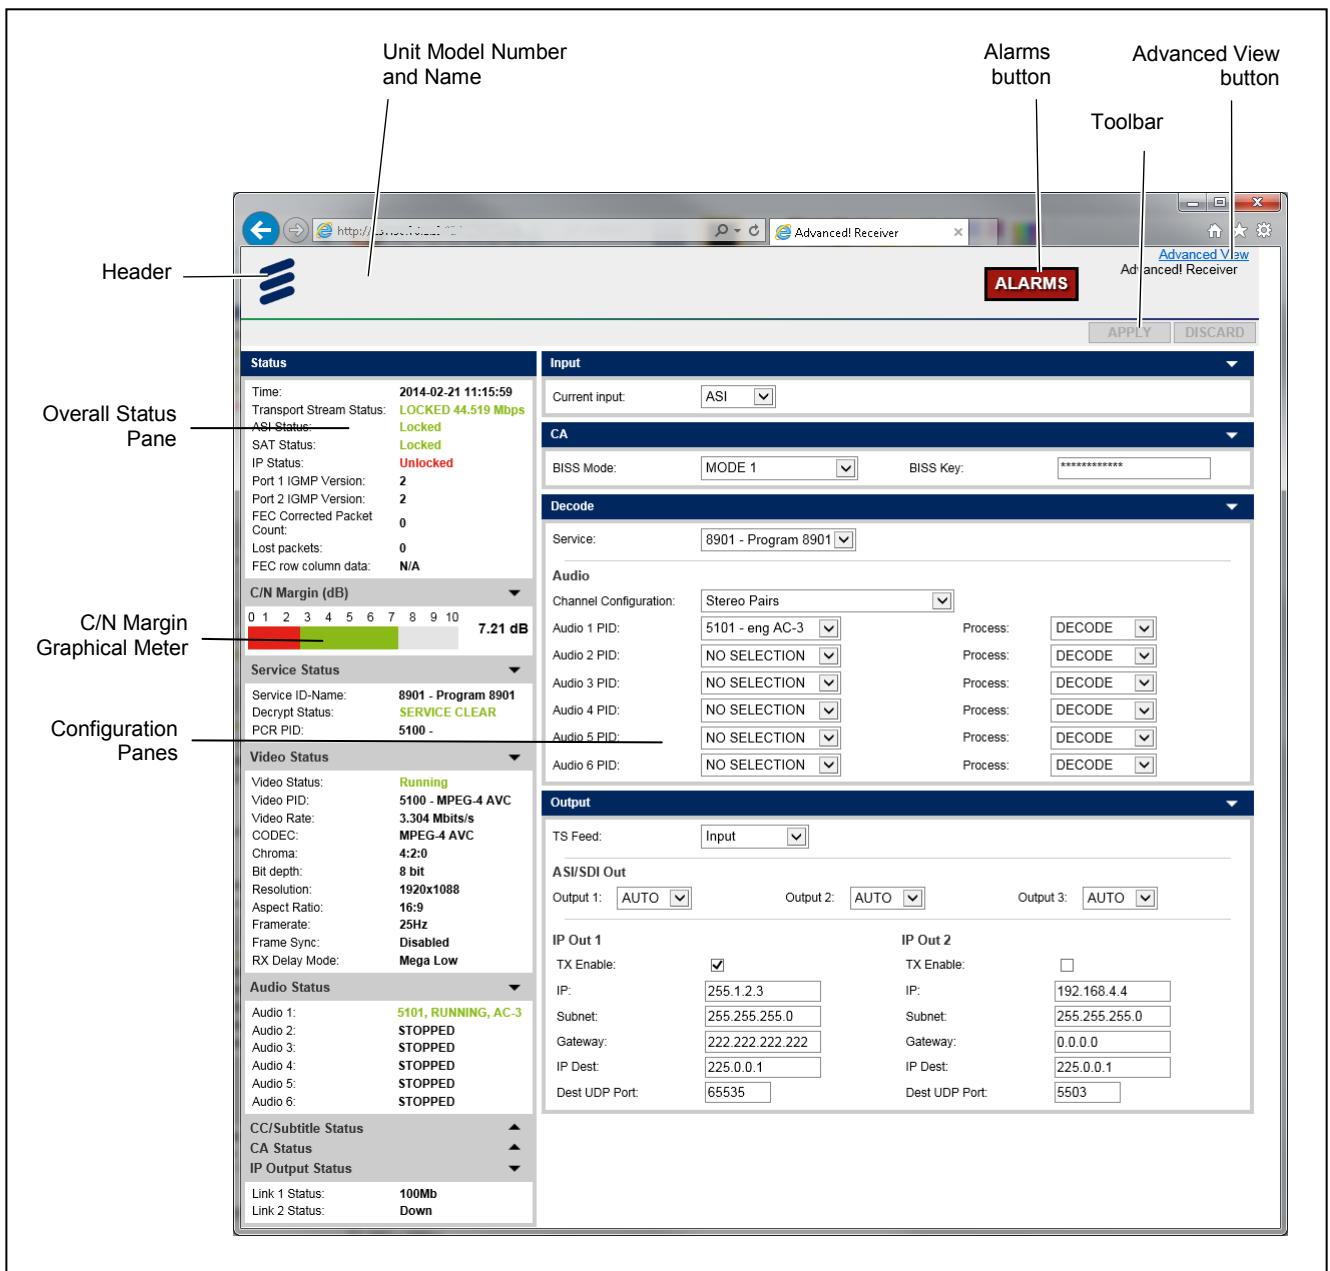 Unit Model Number
and Name
Alarms
button
Advanced View
button
Toolbar
Header
Overall Status
Pane
C/N Margin
Graphical Meter
Configuration
Panes
http://
Advanced! Receiver
Advanced View
Advanced! Receiver
ALARMS
APPLY DISCARD
Status
Time: 2014-02-21 11:15:59
Transport Stream Status: LOCKED 44.519 Mbps
ASI Status: Locked
SAT Status: Locked
IP Status: Unlocked
Port 1 IGMP Version: 2
Port 2 IGMP Version: 2
FEC Corrected Packet
Count: 0
Lost packets: 0
FEC row column data: N/A
C/N Margin (dB)
0 1 2 3 4 5 6 7 8 9 10
7.21 dB
Service Status
Service ID-Name: 8901 - Program 8901
Decrypt Status: SERVICE CLEAR
PCR PID: 5100 -
Video Status
Video Status: Running
Video PID: 5100 - MPEG-4 AVC
Video Rate: 3.304 Mbits/s
CODEC: MPEG-4 AVC
Chroma: 4:2:0
Bit depth: 8 bit
Resolution: 1920x1088
Aspect Ratio: 16:9
Framerate: 25Hz
Frame Sync: Disabled
RX Delay Mode: Mega Low
Audio Status
Audio 1: 5101, RUNNING, AC-3
Audio 2: STOPPED
Audio 3: STOPPED
Audio 4: STOPPED
Audio 5: STOPPED
Audio 6: STOPPED
CC/Subtitle Status
CA Status
IP Output Status
Link 1 Status: 100Mb
Link 2 Status: Down
Input
Current input: ASI
CA
BISS Mode: MODE 1 BISS Key: ************
Decode
Service: 8901 - Program 8901
Audio
Channel Configuration: Stereo Pairs
Audio 1 PID: 5101 - eng AC-3 Process: DECODE
Audio 2 PID: NO SELECTION Process: DECODE
Audio 3 PID: NO SELECTION Process: DECODE
Audio 4 PID: NO SELECTION Process: DECODE
Audio 5 PID: NO SELECTION Process: DECODE
Audio 6 PID: NO SELECTION Process: DECODE
Output
TS Feed: Input
ASI/SDI Out
Output 1: AUTO Output 2: AUTO Output 3: AUTO
IP Out 1 IP Out 2
TX Enable: TX Enable:
IP: 255.1.2.3 IP: 192.168.4.4
Subnet: 255.255.255.0 Subnet: 255.255.255.0
Gateway: 222.222.222.222 Gateway: 0.0.0.0
IP Dest: 225.0.0.1 IP Dest: 225.0.0.1
Dest UDP Port: 65535 Dest UDP Port: 5503